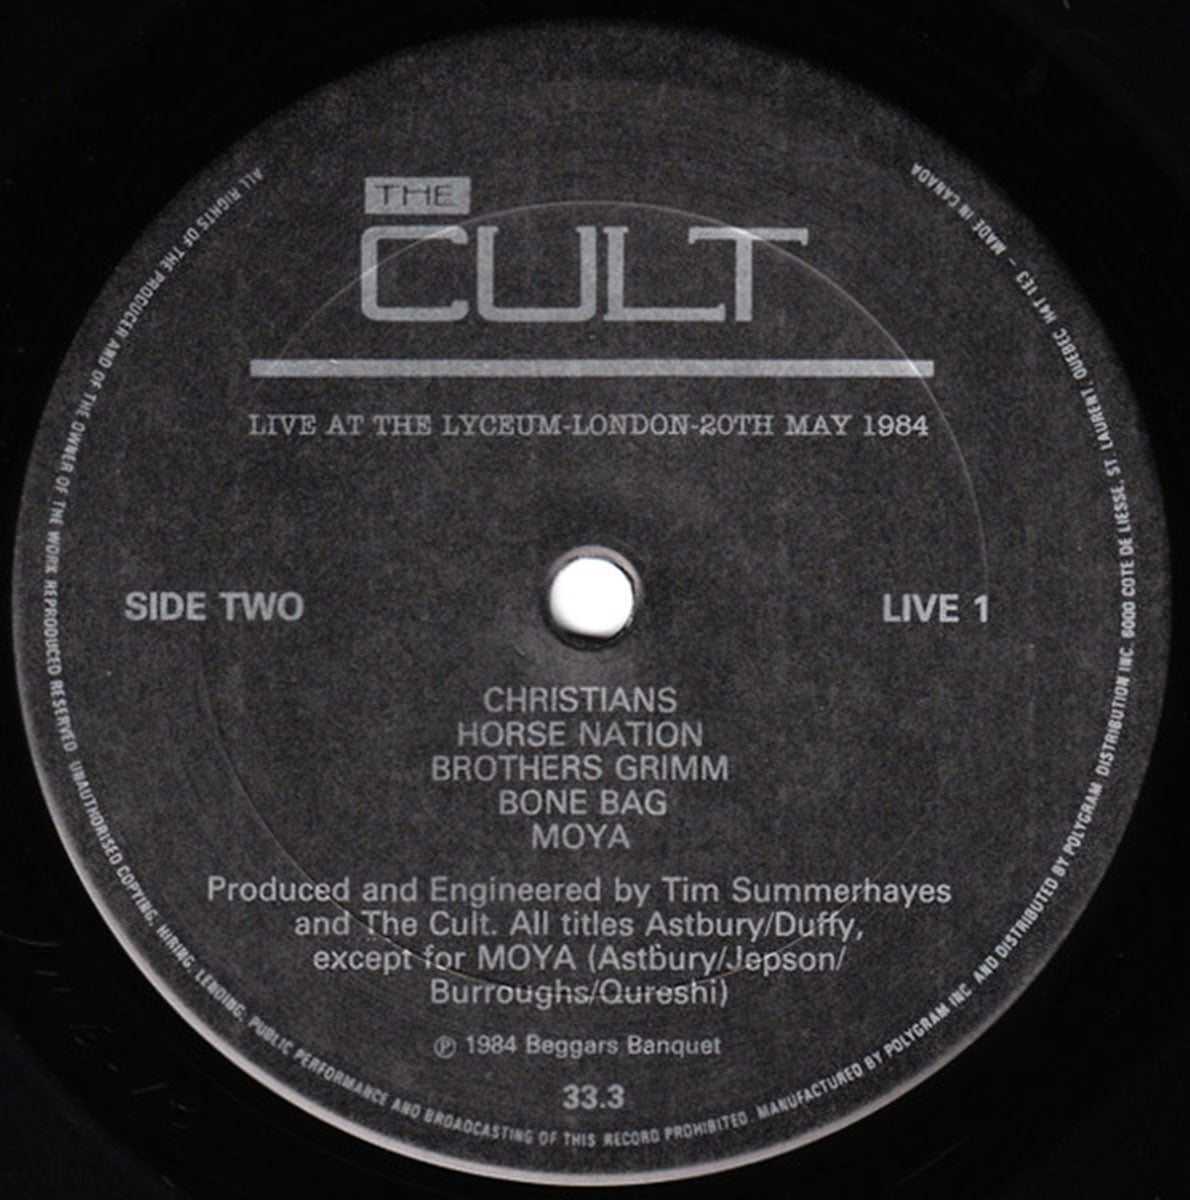 THE
CULT
LIVE AT THE LYCEUM-LONDON-20TH MAY 1984
SIDE TWO
LIVE 1
CHRISTIANS
HORSE NATION
BROTHERS GRIMM
BONE BAG
MOYA
Produced and Engineered by Tim Summerhayes
and The Cult. All titles Astbury/Duffy,
except for MOYA (Astbury/Jepson/
Burroughs/Qureshi)
℗ 1984 Beggars Banquet
33.3
ALL RIGHTS OF THE PRODUCER AND OF THE OWNER OF THE WORK REPRODUCED RESERVED UNAUTHORISED COPYING, HIRING, LENDING, PUBLIC PERFORMANCE AND BROADCASTING OF THIS RECORD PROHIBITED MANUFACTURED BY POLYGRAM INC. AND DISTRIBUTED BY POLYGRAM DISTRIBUTION INC. 6000 COTE DE LIESSE, ST. LAURENT, QUEBEC H4T 1E3 – MADE IN CANADA